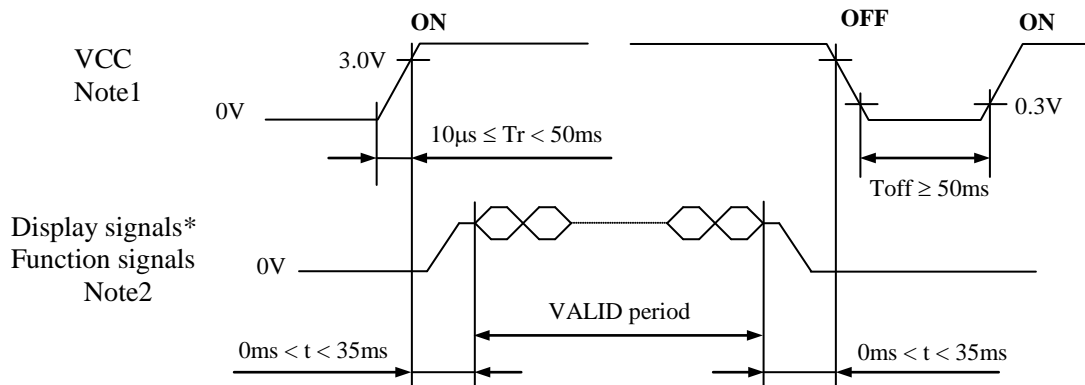 ON
OFF
ON
VCC
Note1
3.0V
0V
0.3V
10μs ≤ Tr < 50ms
Toff ≥ 50ms
Display signals*
Function signals
Note2
0V
VALID period
0ms < t < 35ms
0ms < t < 35ms